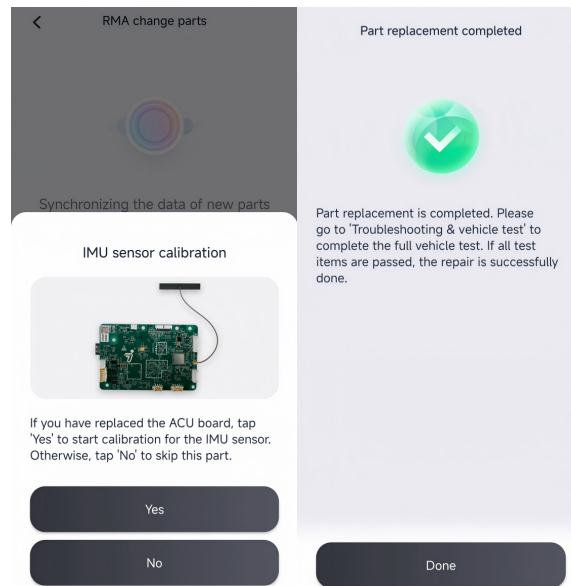 RMA change parts
Synchronizing the data of new parts
IMU sensor calibration
If you have replaced the ACU board, tap
'Yes' to start calibration for the IMU sensor.
Otherwise, tap 'No' to skip this part.
Yes
No
Part replacement completed
Part replacement is completed. Please
go to 'Troubleshooting & vehicle test' to
complete the full vehicle test. If all test
items are passed, the repair is successfully
done.
Done